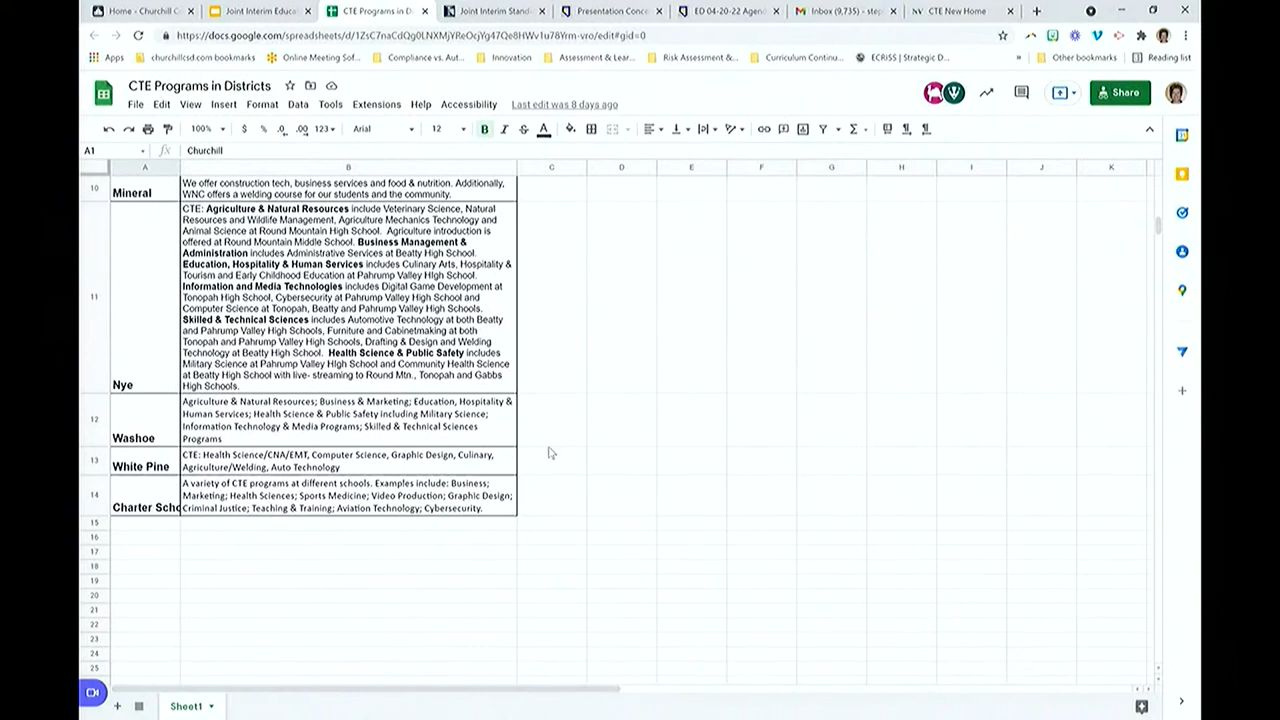 Home - Churchill C
Joint Interim Educa
CTE Programs in D
Joint Interim Stand
Presentation Conce
ED 04-20-22 Agend
Inbox (9,735) - step
CTE New Home
https://docs.google.com/spreadsheets/d/
/edit#gid=0
Apps
churchillcsd.com bookmarks
Online Meeting Sof...
Compliance vs. Aut...
Innovation
Assessment & Lear...
Risk Assessment &...
Curriculum Continu...
ECRISS | Strategic D...
»
Other bookmarks
Reading list
CTE Programs in Districts
File Edit View Insert Format Data Tools Extensions Help Accessibility Last edit was 8 days ago
Share
100% $ % .0 .00 123 Arial 12 B I S A
A1 fx Churchill
A B C D E F G H I J K
10 Mineral
We offer construction tech, business services and food & nutrition. Additionally,
WNC offers a welding course for our students and the community.
11 Nye
CTE: Agriculture & Natural Resources include Veterinary Science, Natural
Resources and Wildlife Management, Agriculture Mechanics Technology and
Animal Science at Round Mountain High School. Agriculture introduction is
offered at Round Mountain Middle School. Business Management &
Administration includes Administrative Services at Beatty High School.
Education, Hospitality & Human Services includes Culinary Arts, Hospitality &
Tourism and Early Childhood Education at Pahrump Valley HIgh School.
Information and Media Technologies includes Digital Game Development at
Tonopah High School, Cybersecurity at Pahrump Valley High School and
Computer Science at Tonopah, Beatty and Pahrump Valley High Schools.
Skilled & Technical Sciences includes Automotive Technology at both Beatty
and Pahrump Valley High Schools, Furniture and Cabinetmaking at both
Tonopah and Pahrump Valley High Schools, Drafting & Design and Welding
Technology at Beatty High School. Health Science & Public Safety includes
Military Science at Pahrump Valley HIgh School and Community Health Science
at Beatty High School with live- streaming to Round Mtn., Tonopah and Gabbs
High Schools.
12 Washoe
Agriculture & Natural Resources; Business & Marketing; Education, Hospitality &
Human Services; Health Science & Public Safety including Military Science;
Information Technology & Media Programs; Skilled & Technical Sciences
Programs
13 White Pine
CTE: Health Science/CNA/EMT, Computer Science, Graphic Design, Culinary,
Agriculture/Welding, Auto Technology
14 Charter Scho
A variety of CTE programs at different schools. Examples include: Business;
Marketing; Health Sciences; Sports Medicine; Video Production; Graphic Design;
Criminal Justice; Teaching & Training; Aviation Technology; Cybersecurity.
15
16
17
18
19
20
21
22
23
24
25
Sheet1